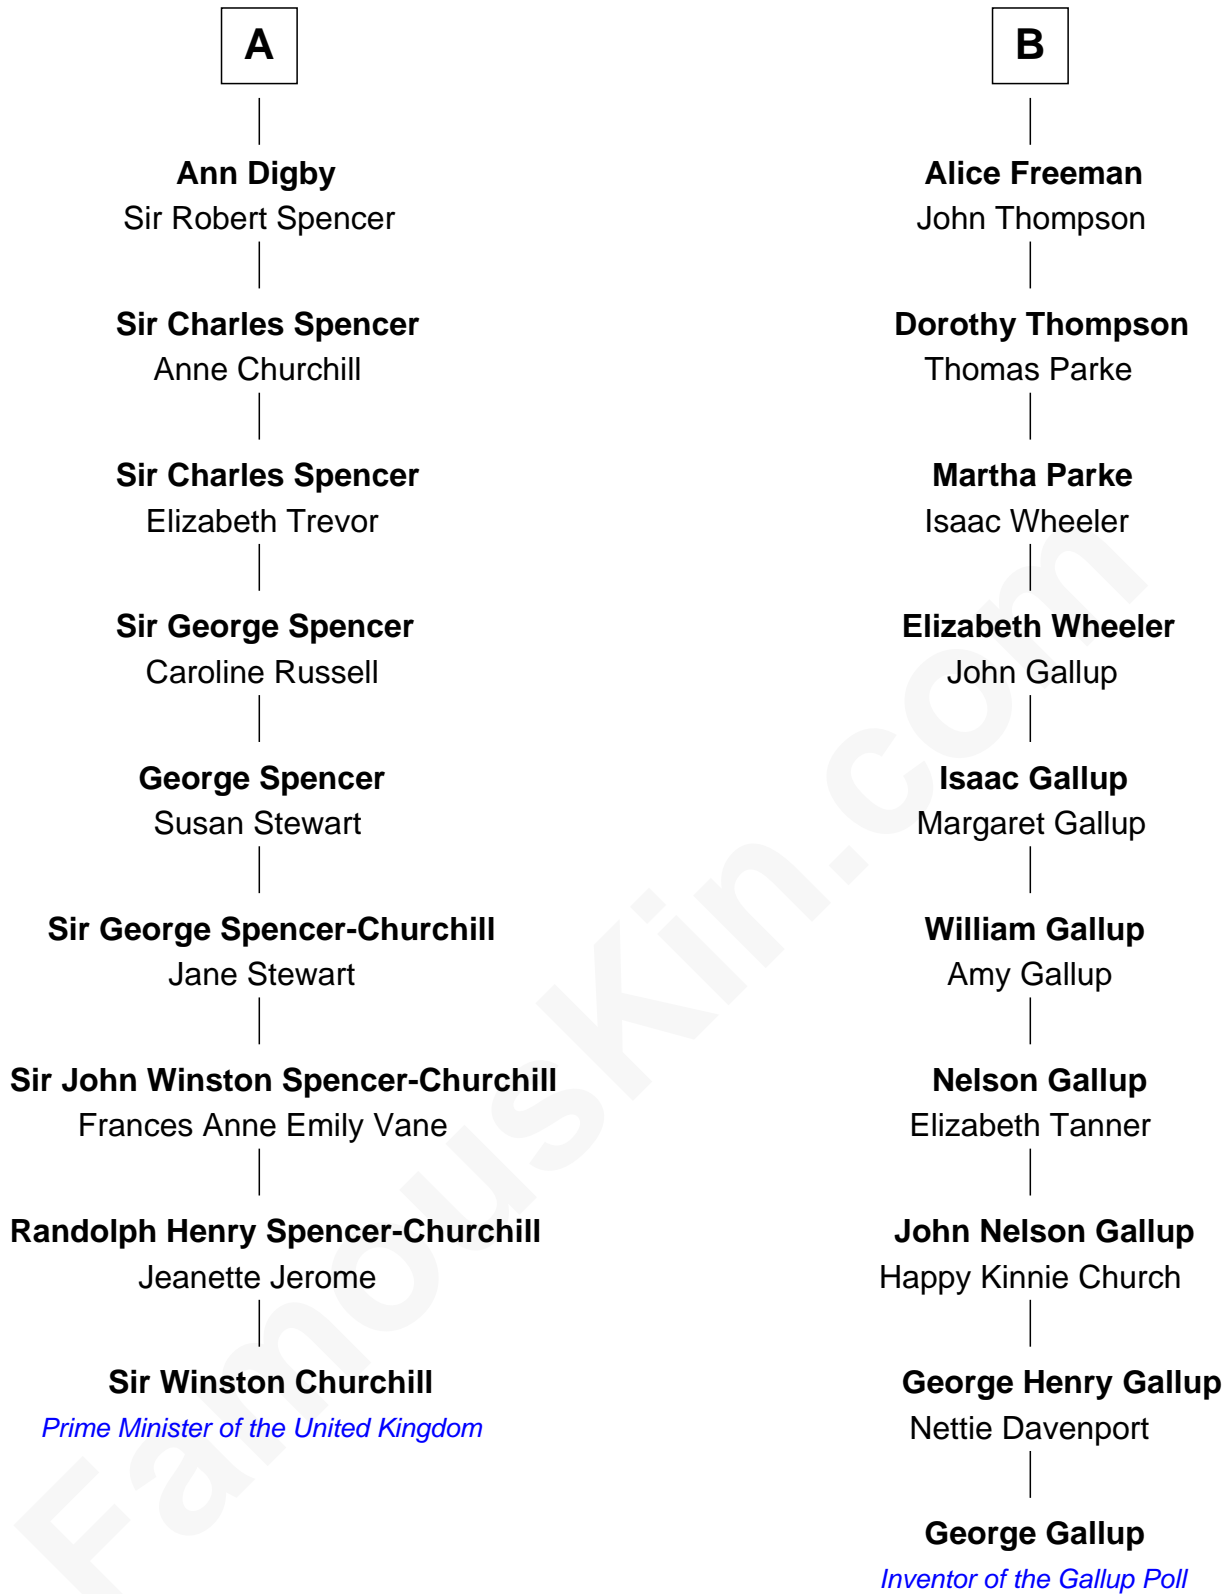 A
Ann Digby
Sir Robert Spencer
Sir Charles Spencer
Anne Churchill
Sir Charles Spencer
Elizabeth Trevor
Sir George Spencer
Caroline Russell
George Spencer
Susan Stewart
Sir George Spencer-Churchill
Jane Stewart
Sir John Winston Spencer-Churchill
Frances Anne Emily Vane
Randolph Henry Spencer-Churchill
Jeanette Jerome
Sir Winston Churchill
Prime Minister of the United Kingdom
B
Alice Freeman
John Thompson
Dorothy Thompson
Thomas Parke
Martha Parke
Isaac Wheeler
Elizabeth Wheeler
John Gallup
Isaac Gallup
Margaret Gallup
William Gallup
Amy Gallup
Nelson Gallup
Elizabeth Tanner
John Nelson Gallup
Happy Kinnie Church
George Henry Gallup
Nettie Davenport
George Gallup
Inventor of the Gallup Poll
FamousKin.com